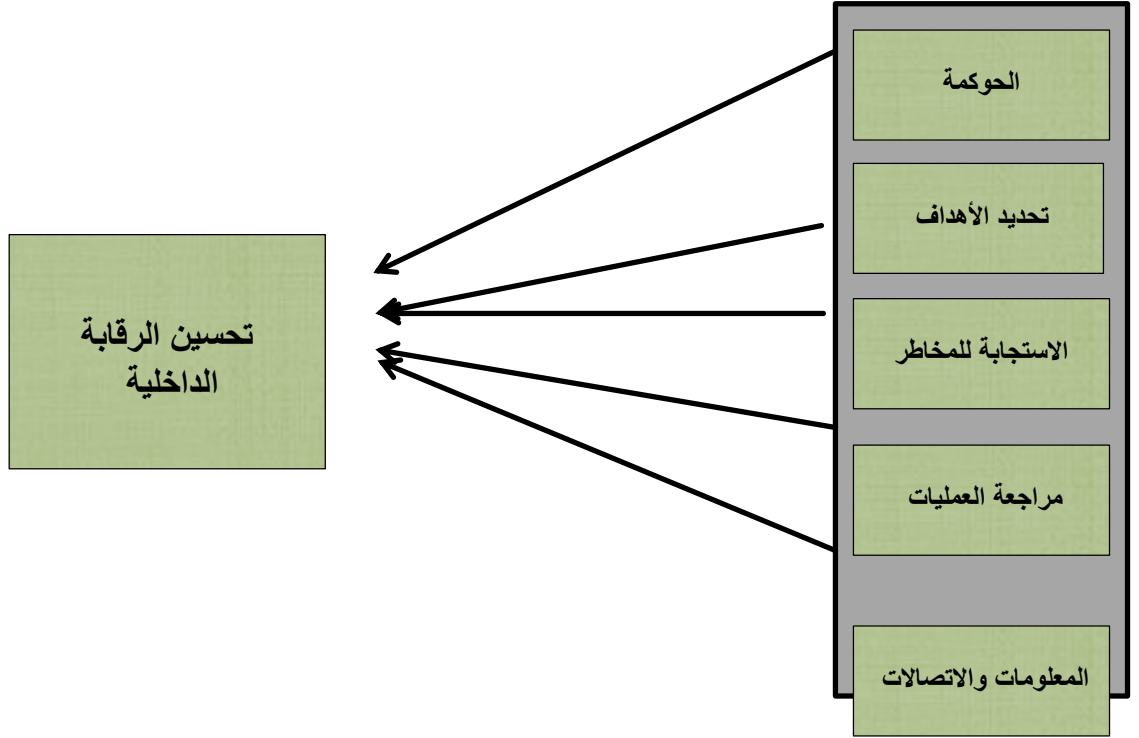 الحوكمة
تحديد الأهداف
الاستجابة للمخاطر
مراجعة العمليات
المعلومات والاتصالات
تحسين الرقابة
الداخلية